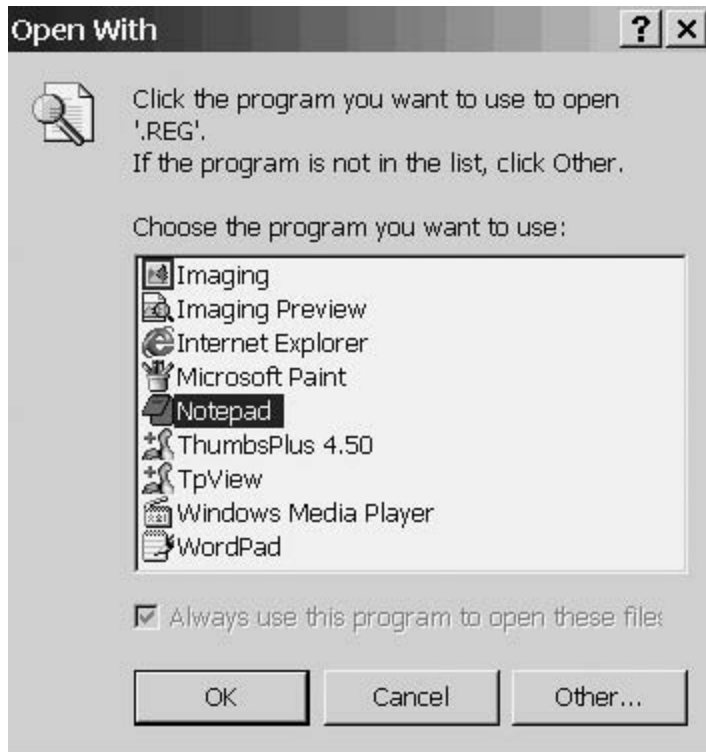 Open With
? ×
Click the program you want to use to open
'.REG'.
If the program is not in the list, click Other.
Choose the program you want to use:
Imaging
Imaging Preview
Internet Explorer
Microsoft Paint
Notepad
ThumbsPlus 4.50
TpView
Windows Media Player
WordPad
Always use this program to open these files
OK
Cancel
Other...